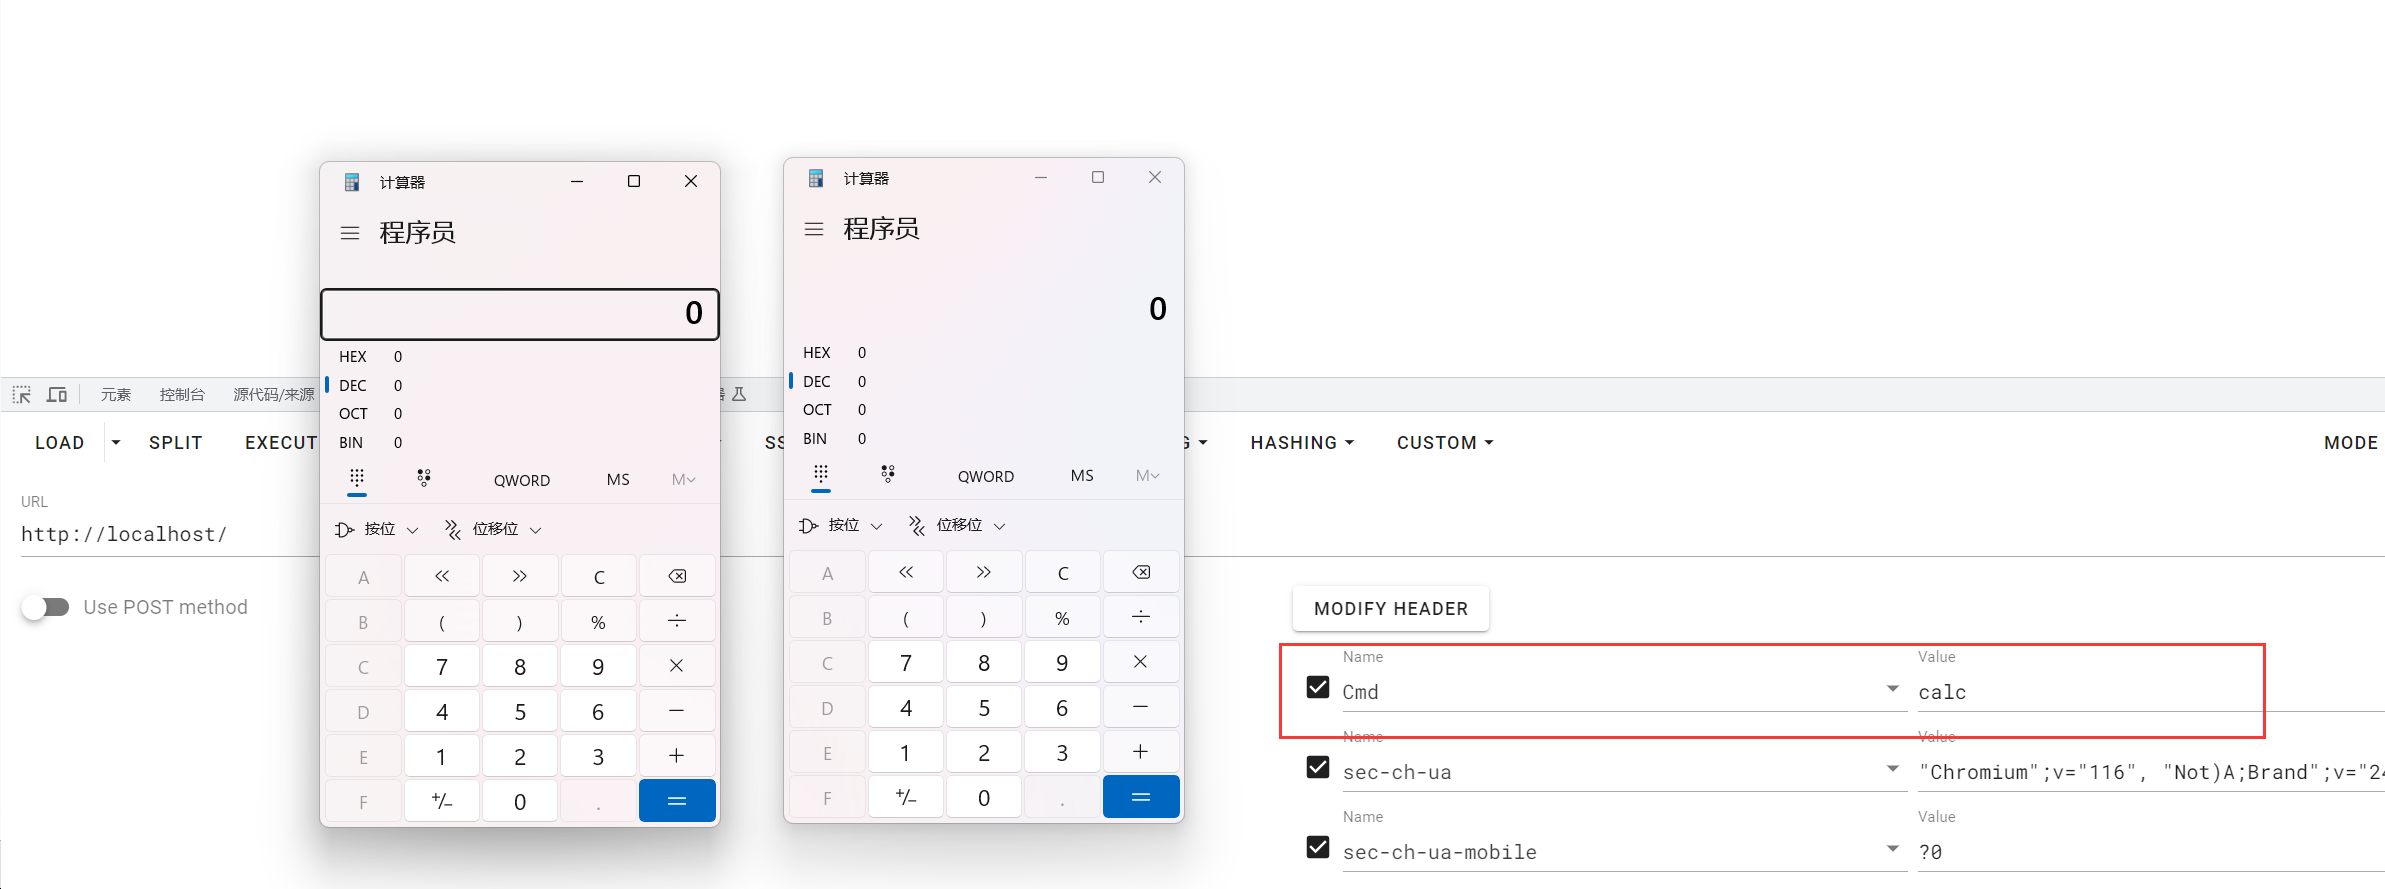 计算器
程序员
0
HEX 0
DEC 0
OCT 0
BIN 0
QWORD MS M
按位 位移位
A C
B ( ) % ÷
C 7 8 9 ×
D 4 5 6 −
E 1 2 3 +
F +/− 0 . =
计算器
程序员
0
HEX 0
DEC 0
OCT 0
BIN 0
QWORD MS M
按位 位移位
A C
B ( ) % ÷
C 7 8 9 ×
D 4 5 6 −
E 1 2 3 +
F +/− 0 . =
元素 控制台 源代码/来源
LOAD SPLIT EXECUT HASHING CUSTOM MODE
URL
http://localhost/
Use POST method
MODIFY HEADER
Name Value
Cmd calc
Name Value
sec-ch-ua "Chromium";v="116", "Not)A;Brand";v="24
Name Value
sec-ch-ua-mobile ?0